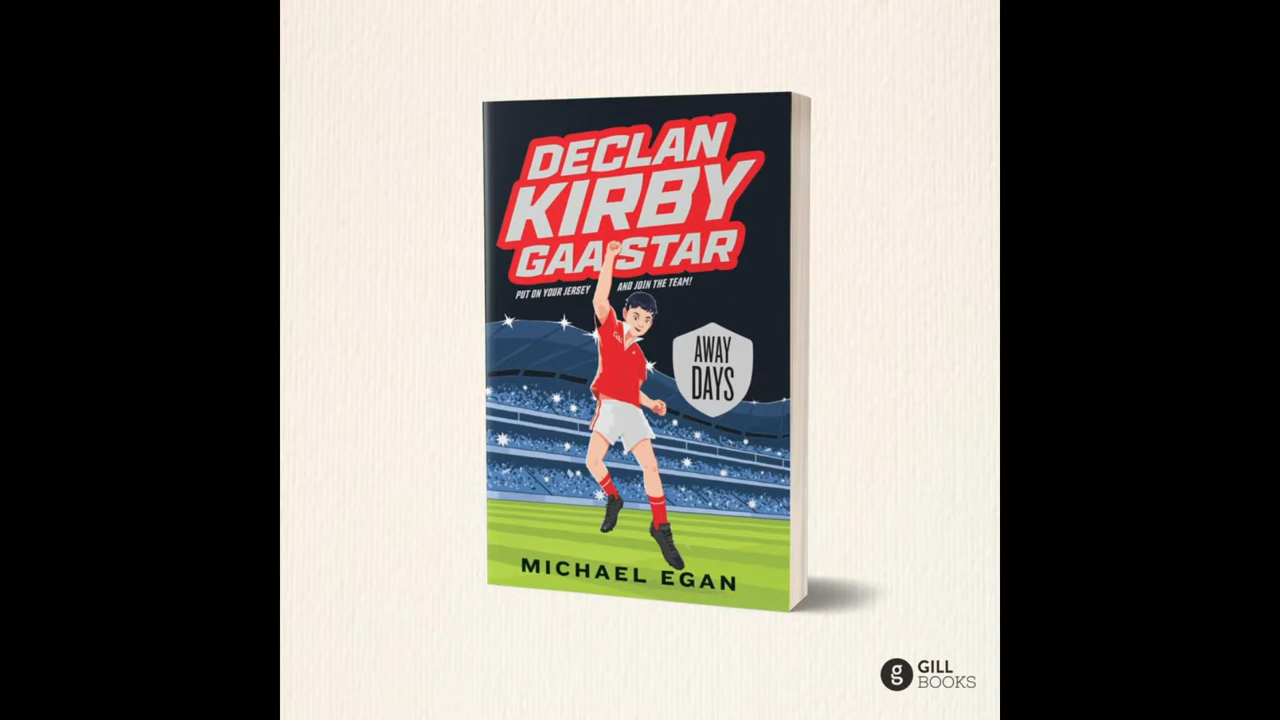 DECLAN
KIRBY
GAA STAR
PUT ON YOUR JERSEY AND JOIN THE TEAM!
AWAY
DAYS
MICHAEL EGAN
g
GILL
BOOKS